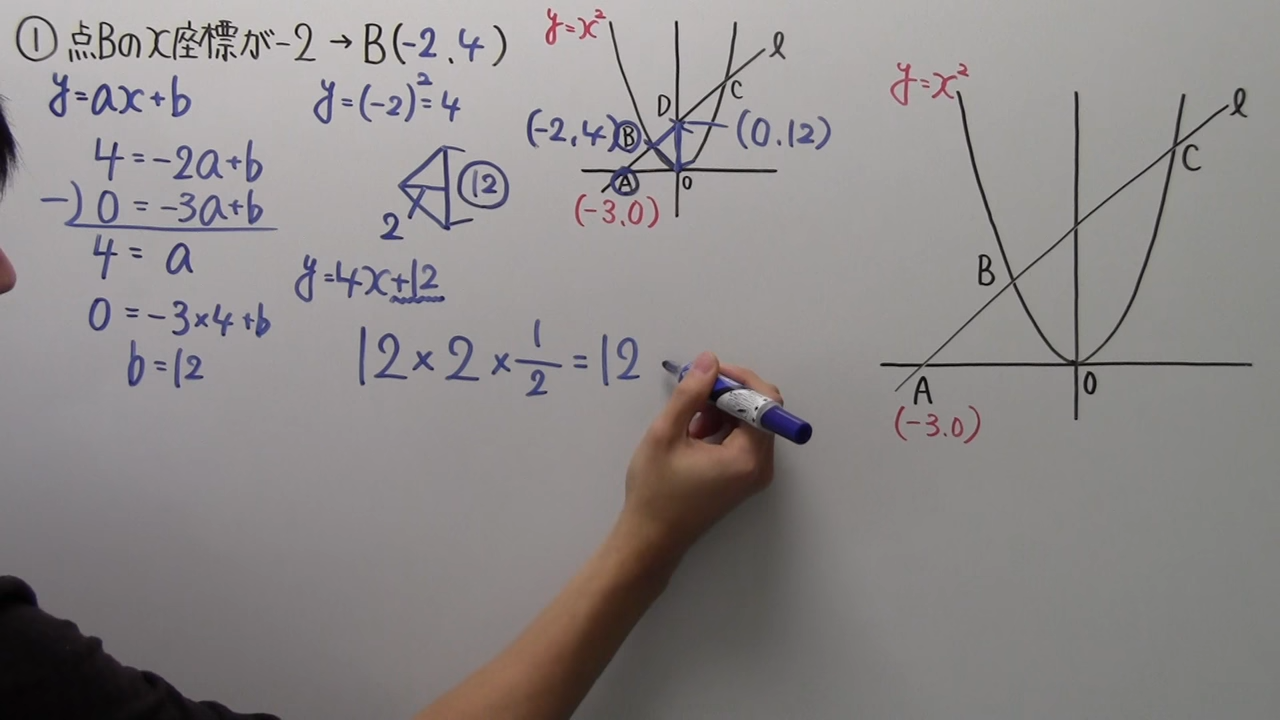 ① 点Bのx座標が-2 → B(-2.4)
y=ax+b
y=(-2)²=4
4=-2a+b
-) 0=-3a+b
4= a
0=-3×4+b
b=12
2
12
y=4x+12
12×2×1/2=12
y=x²
l
D
C
(-2.4)
B
(0.12)
A
0
(-3.0)
y=x²
l
C
B
A
0
(-3.0)